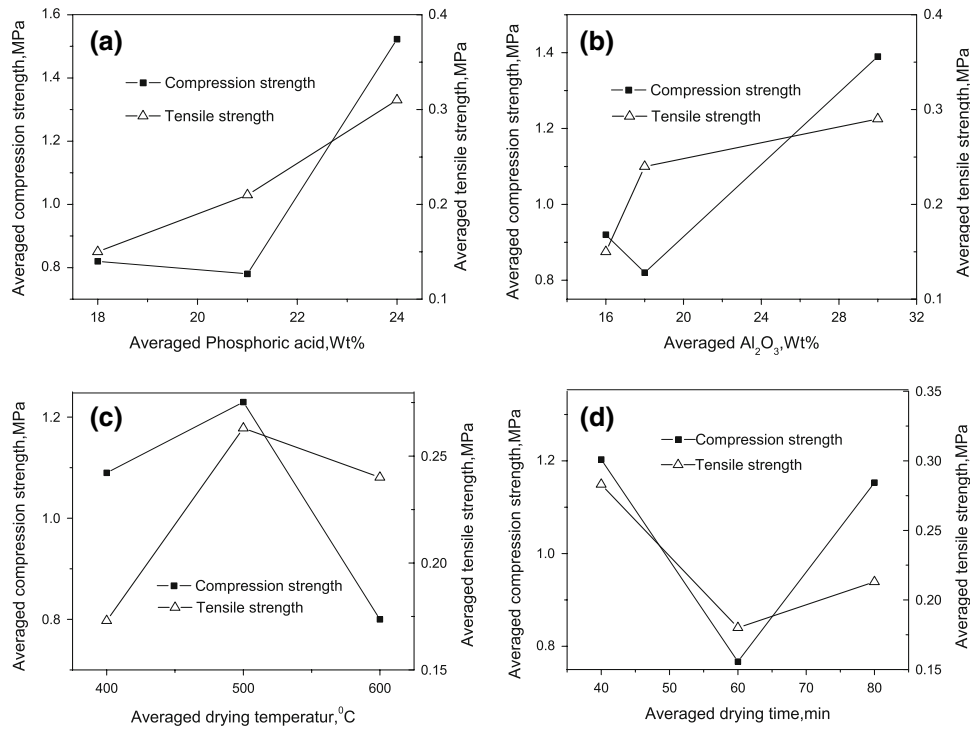 (a)
Averaged compression strength,MPa
1.6
1.4
1.2
1.0
0.8
Compression strength
Tensile strength
0.4
0.3
0.2
0.1
Averaged tensile strength,MPa
18 20 22 24
Averaged Phosphoric acid,Wt%
(b)
Averaged compression strength,MPa
1.4
1.2
1.0
0.8
Compression strength
Tensile strength
0.4
0.3
0.2
0.1
Averaged tensile strength,MPa
16 20 24 28 32
Averaged Al₂O₃,Wt%
(c)
Averaged compression strength,MPa
1.2
1.0
0.8
Compression strength
Tensile strength
0.25
0.20
0.15
Averaged tensile strength,MPa
400 500 600
Averaged drying temperatur,⁰C
(d)
Averaged compression strength,MPa
1.2
1.0
0.8
Compression strength
Tensile strength
0.35
0.30
0.25
0.20
0.15
Averaged tensile strength,MPa
40 50 60 70 80
Averaged drying time,min